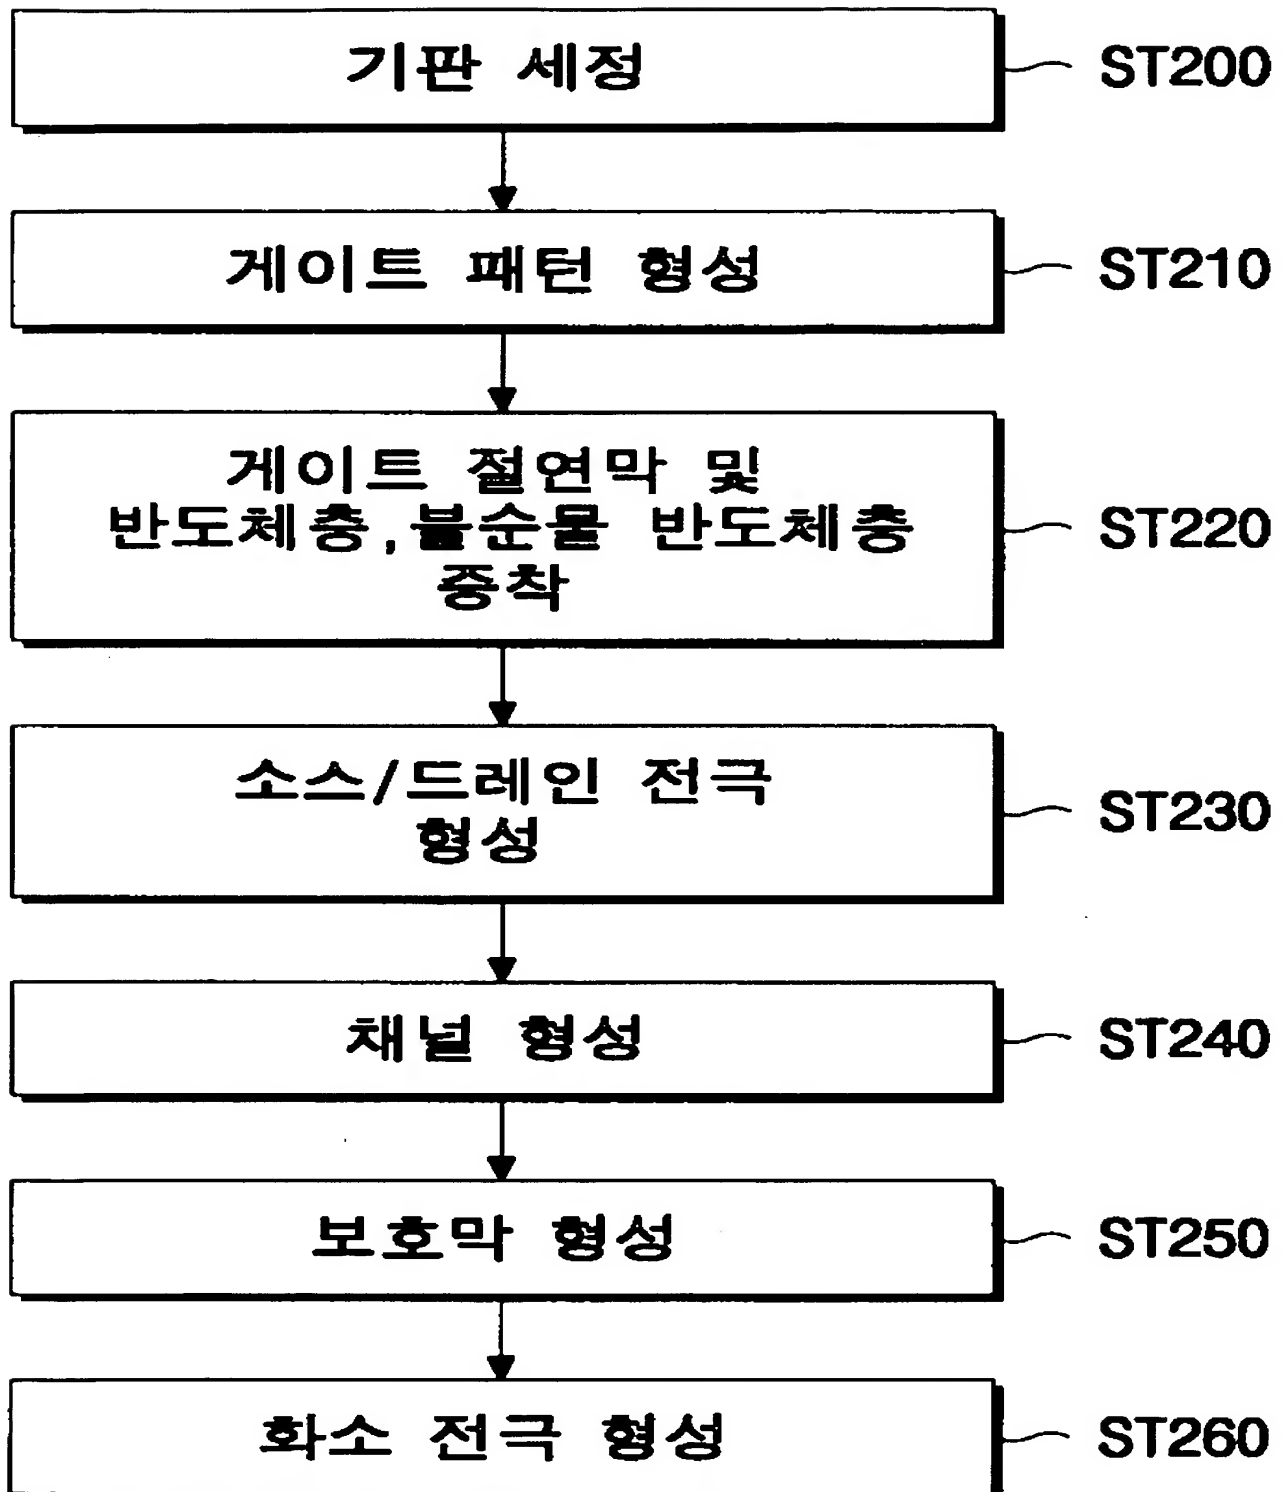 기판 세정 ST200
게이트 패턴 형성 ST210
게이트 절연막 및
반도체층,불순물 반도체층 ST220
증착
소스/드레인 전극 ST230
형성
채널 형성 ST240
보호막 형성 ST250
화소 전극 형성 ST260